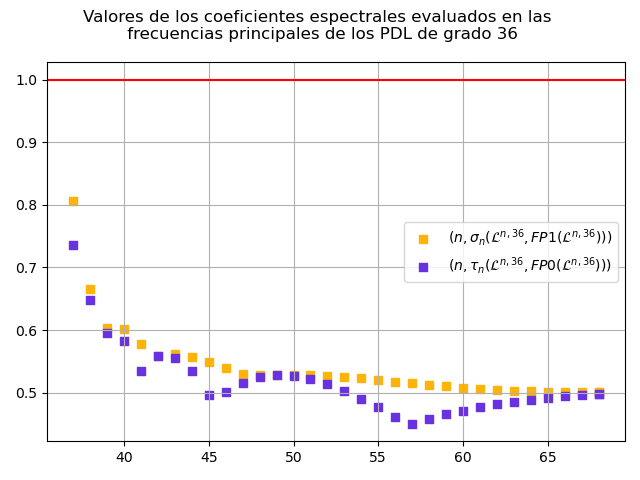 Valores de los coeficientes espectrales evaluados en las
frecuencias principales de los PDL de grado 36
1.0
0.9
0.8
0.7
0.6
0.5
(n, σₙ(ℒⁿ,³⁶, FP1(ℒⁿ,³⁶)))
(n, τₙ(ℒⁿ,³⁶, FP0(ℒⁿ,³⁶)))
40 45 50 55 60 65